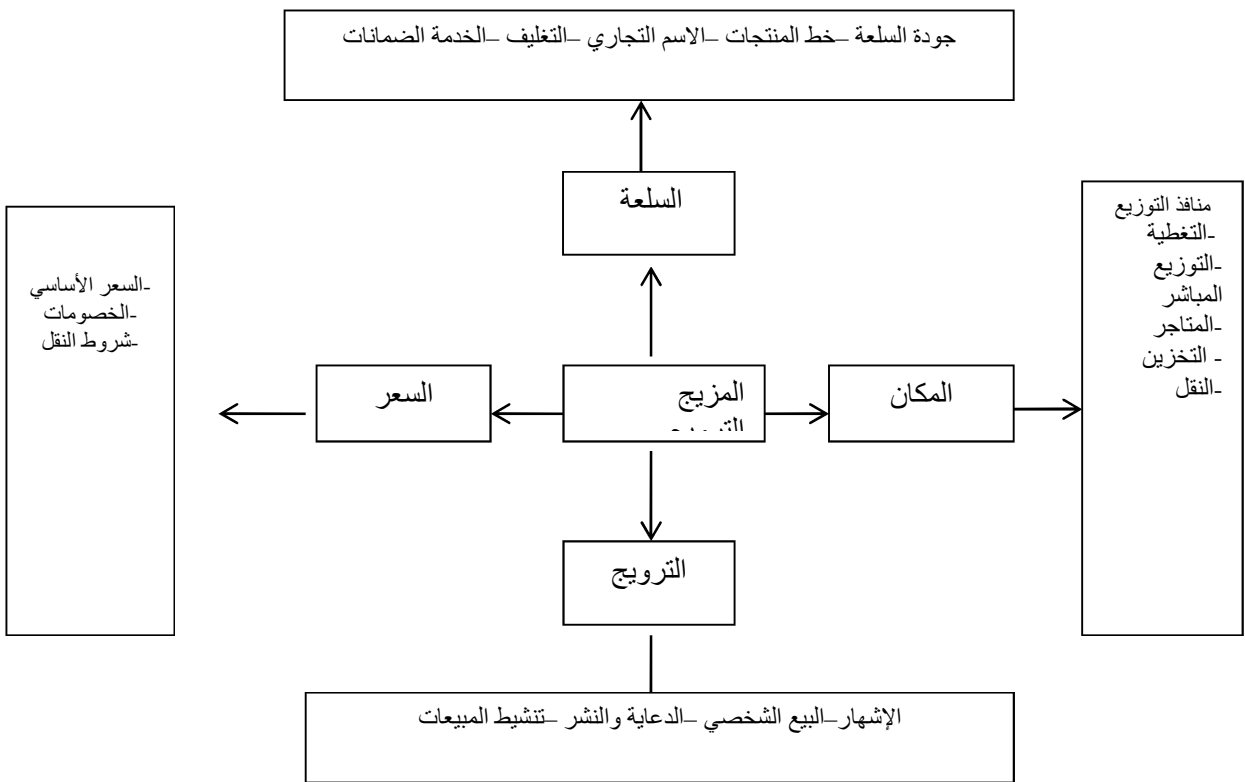 جودة السلعة –خط المنتجات –الاسم التجاري –التغليف –الخدمة الضمانات
السلعة
منافذ التوزيع
-التغطية
-التوزيع
المباشر
-المتاجر
- التخزين
-النقل
-السعر الأساسي
-الخصومات
-شروط النقل
المكان
المزيج
السعر
الترويج
الإشهار–البيع الشخصي –الدعاية والنشر –تنشيط المبيعات